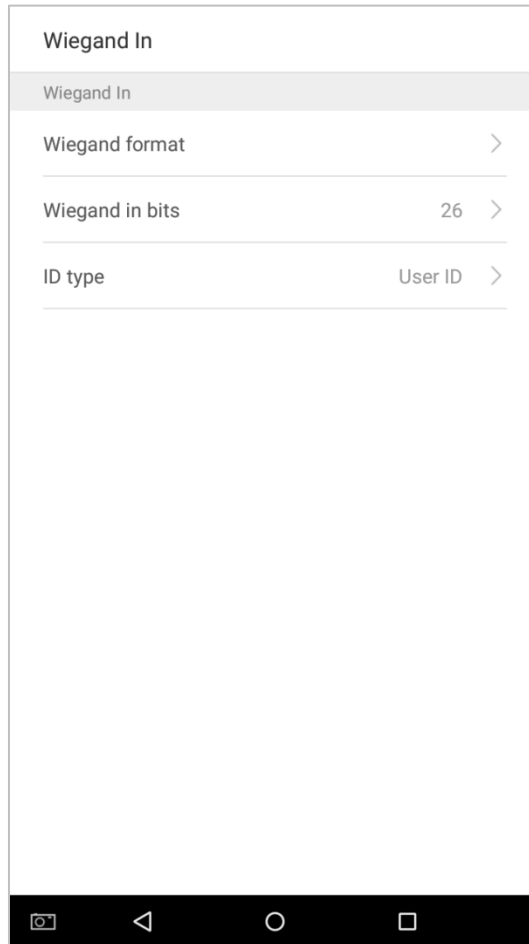 Wiegand In
Wiegand In
Wiegand format
Wiegand in bits 26
ID type User ID